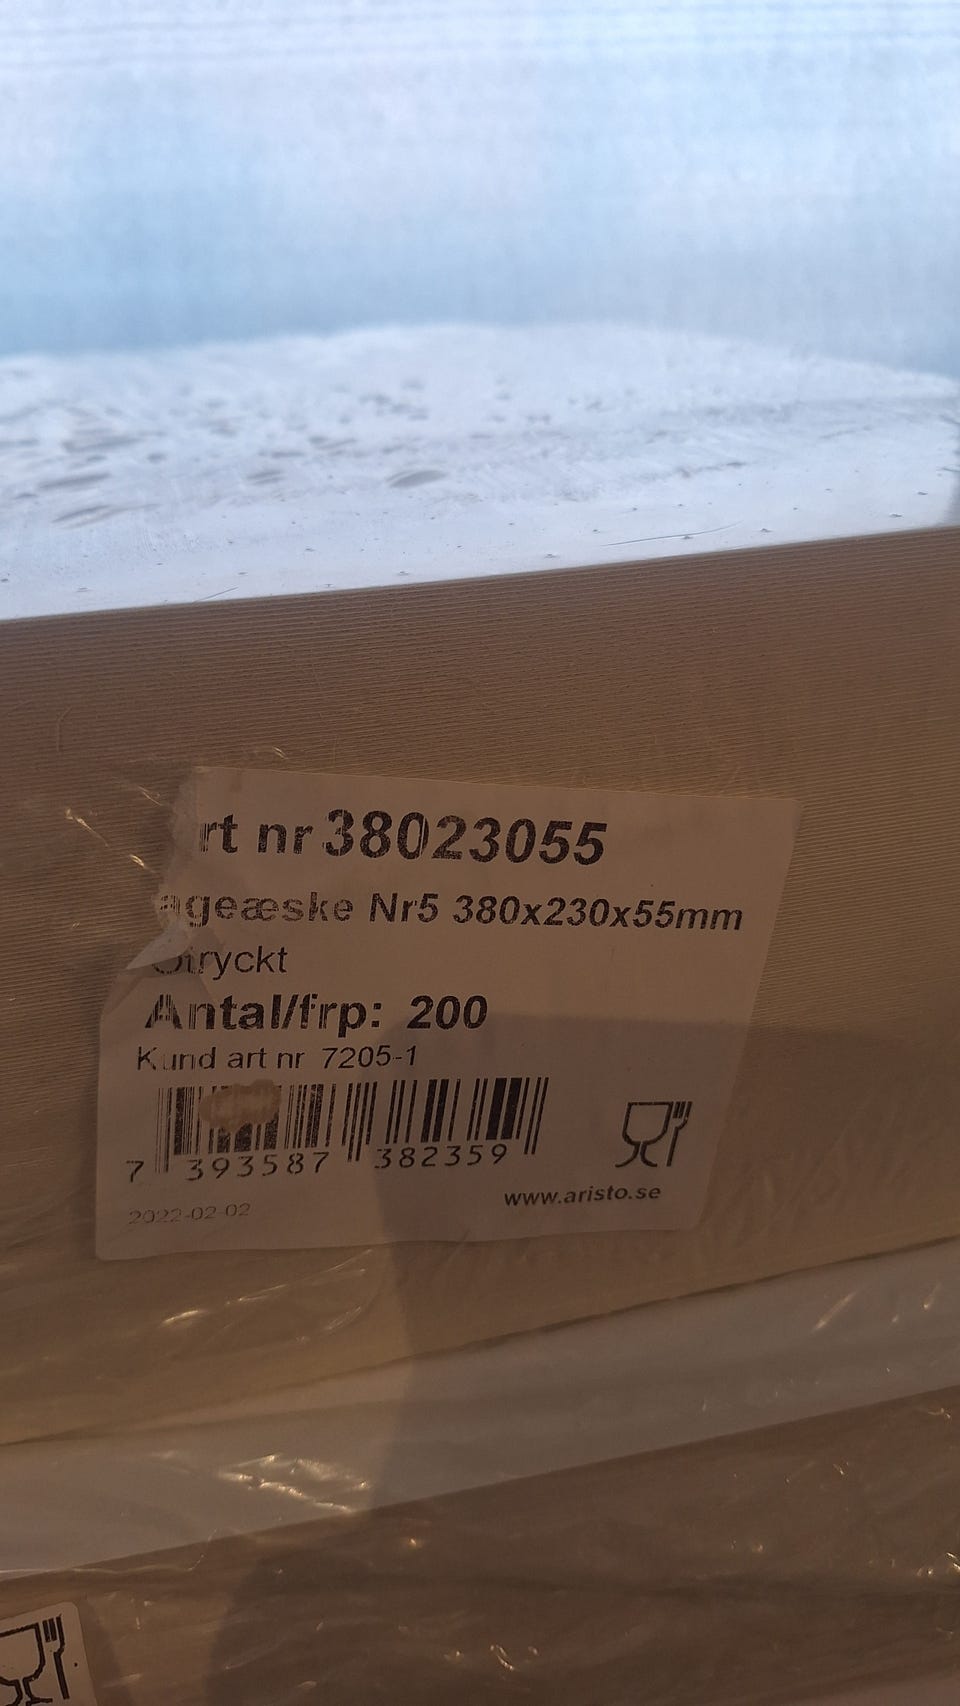 rt nr 38023055
ageæske Nr5 380x230x55mm
Otryckt
Antal/frp: 200
Kund art nr 7205-1
7 393587 382359
2022-02-02
www.aristo.se